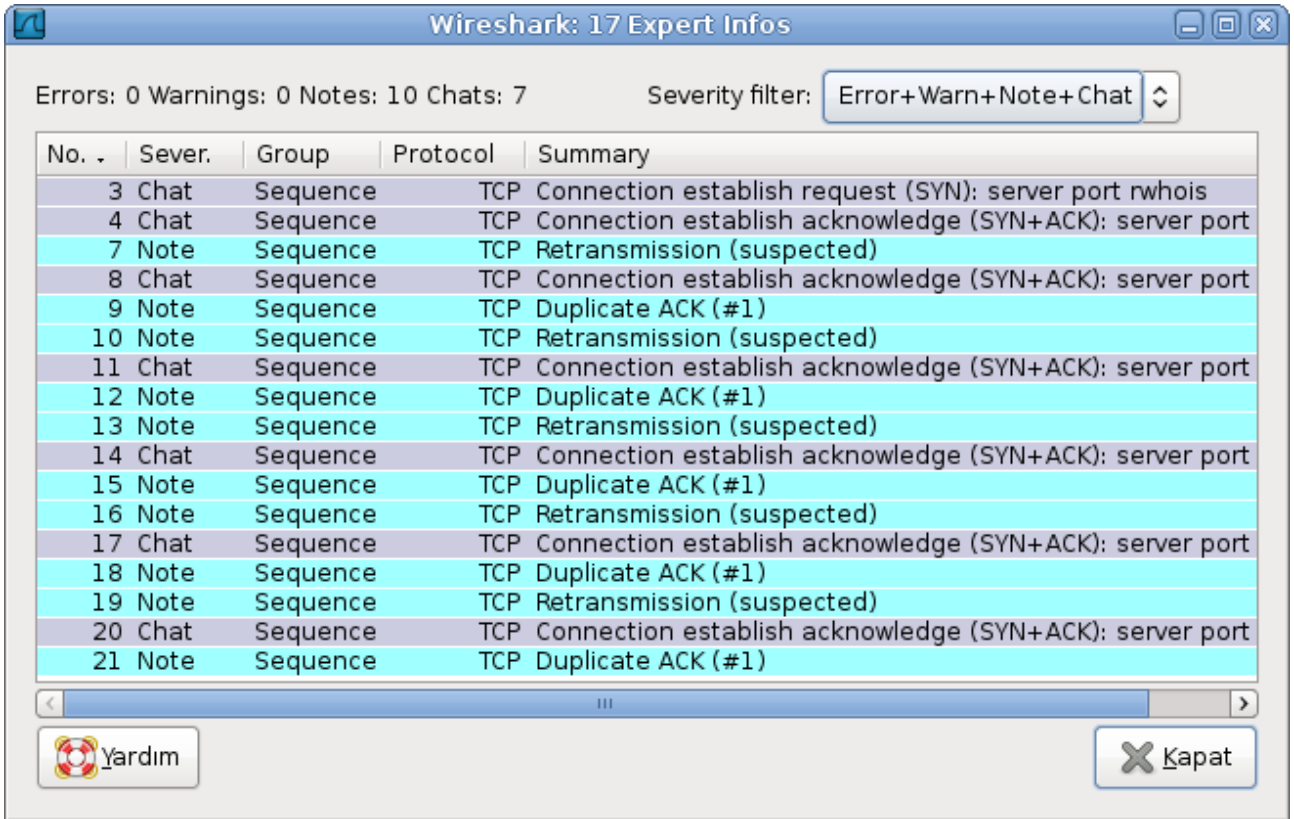 Wireshark: 17 Expert Infos
Errors: 0 Warnings: 0 Notes: 10 Chats: 7 Severity filter: Error+Warn+Note+Chat
No. Sever. Group Protocol Summary
3 Chat Sequence TCP Connection establish request (SYN): server port rwhois
4 Chat Sequence TCP Connection establish acknowledge (SYN+ACK): server port
7 Note Sequence TCP Retransmission (suspected)
8 Chat Sequence TCP Connection establish acknowledge (SYN+ACK): server port
9 Note Sequence TCP Duplicate ACK (#1)
10 Note Sequence TCP Retransmission (suspected)
11 Chat Sequence TCP Connection establish acknowledge (SYN+ACK): server port
12 Note Sequence TCP Duplicate ACK (#1)
13 Note Sequence TCP Retransmission (suspected)
14 Chat Sequence TCP Connection establish acknowledge (SYN+ACK): server port
15 Note Sequence TCP Duplicate ACK (#1)
16 Note Sequence TCP Retransmission (suspected)
17 Chat Sequence TCP Connection establish acknowledge (SYN+ACK): server port
18 Note Sequence TCP Duplicate ACK (#1)
19 Note Sequence TCP Retransmission (suspected)
20 Chat Sequence TCP Connection establish acknowledge (SYN+ACK): server port
21 Note Sequence TCP Duplicate ACK (#1)
Yardım Kapat